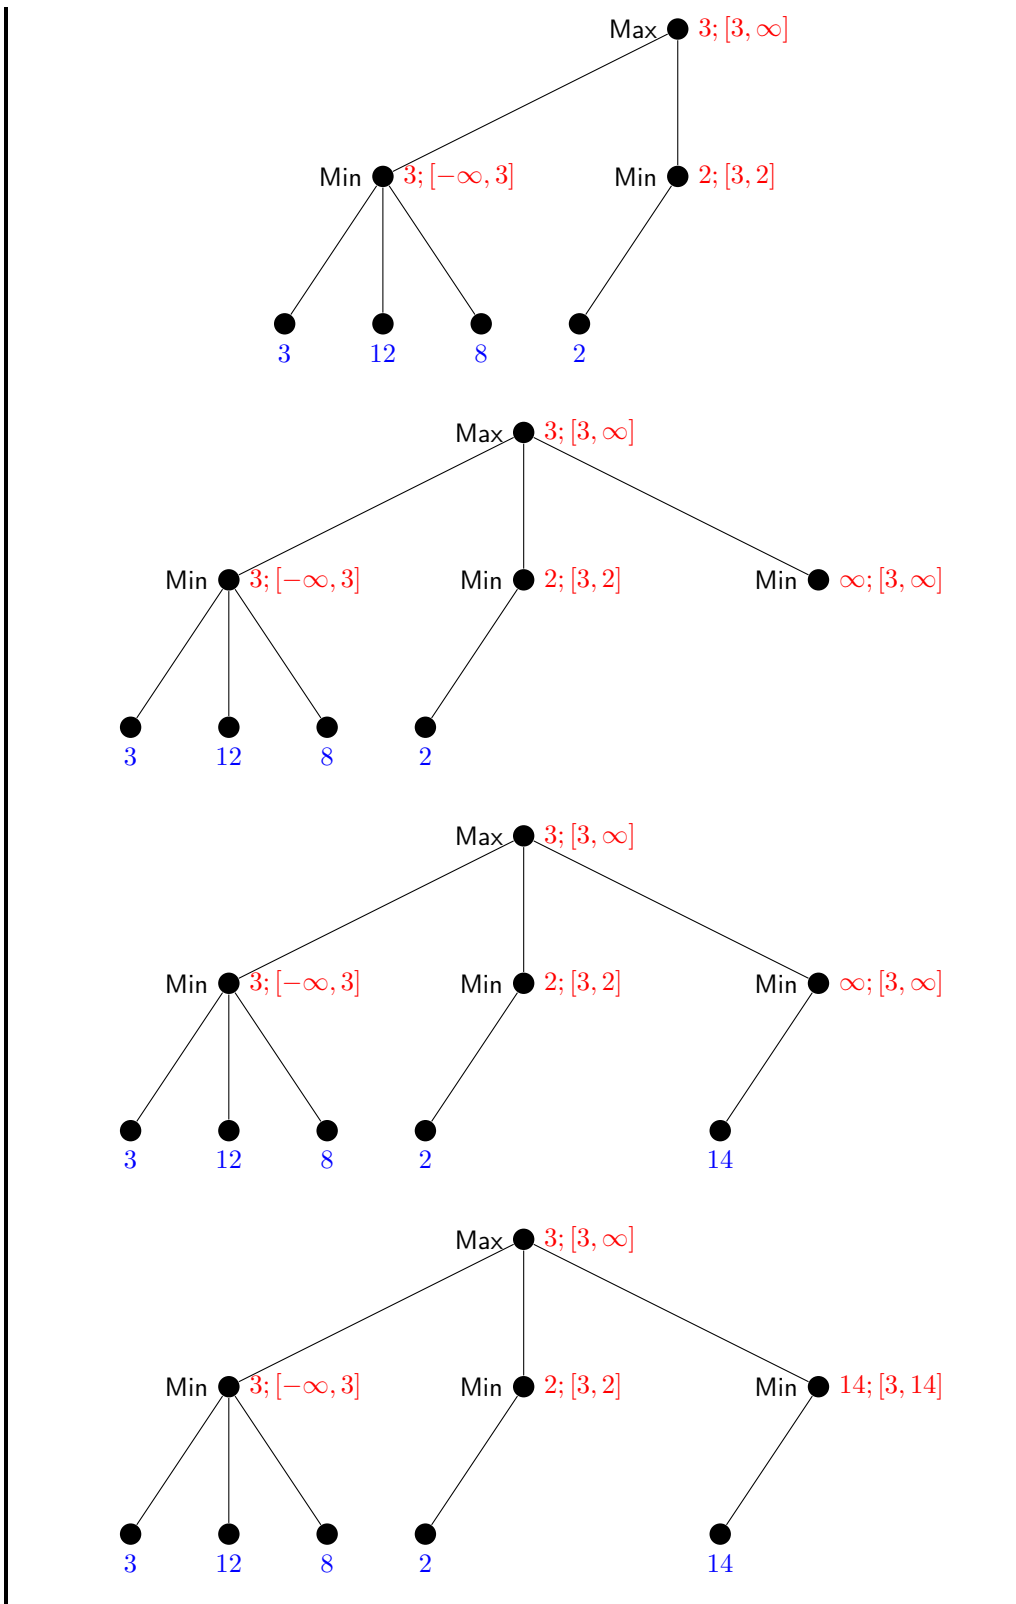 Max 3; [3, ∞]
Min 3; [−∞, 3] Min 2; [3, 2]
3 12 8 2
Max 3; [3, ∞]
Min 3; [−∞, 3] Min 2; [3, 2] Min ∞; [3, ∞]
3 12 8 2
Max 3; [3, ∞]
Min 3; [−∞, 3] Min 2; [3, 2] Min ∞; [3, ∞]
3 12 8 2 14
Max 3; [3, ∞]
Min 3; [−∞, 3] Min 2; [3, 2] Min 14; [3, 14]
3 12 8 2 14